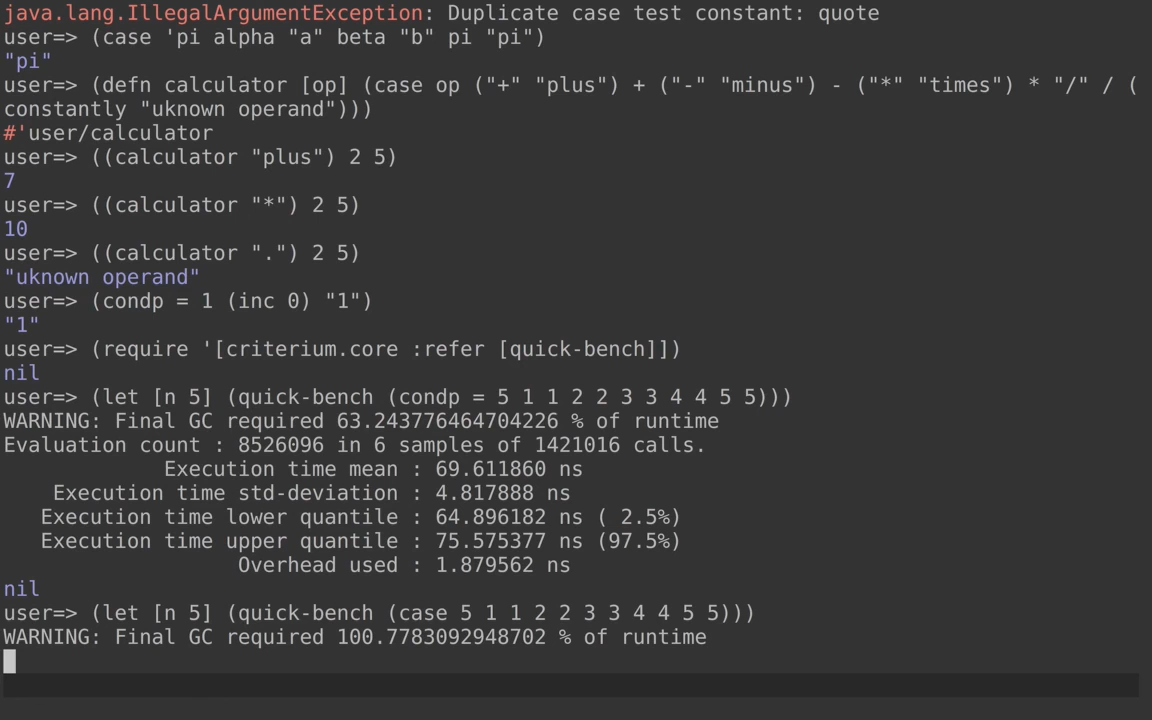 java.lang.IllegalArgumentException: Duplicate case test constant: quote
user=> (case 'pi alpha "a" beta "b" pi "pi")
"pi"
user=> (defn calculator [op] (case op ("+" "plus") + ("-" "minus") - ("*" "times") * "/" / (
constantly "uknown operand")))
#'user/calculator
user=> ((calculator "plus") 2 5)
7
user=> ((calculator "*") 2 5)
10
user=> ((calculator ".") 2 5)
"uknown operand"
user=> (condp = 1 (inc 0) "1")
"1"
user=> (require '[criterium.core :refer [quick-bench]])
nil
user=> (let [n 5] (quick-bench (condp = 5 1 1 2 2 3 3 4 4 5 5)))
WARNING: Final GC required 63.243776464704226 % of runtime
Evaluation count : 8526096 in 6 samples of 1421016 calls.
Execution time mean : 69.611860 ns
Execution time std-deviation : 4.817888 ns
Execution time lower quantile : 64.896182 ns ( 2.5%)
Execution time upper quantile : 75.575377 ns (97.5%)
Overhead used : 1.879562 ns
nil
user=> (let [n 5] (quick-bench (case 5 1 1 2 2 3 3 4 4 5 5)))
WARNING: Final GC required 100.7783092948702 % of runtime